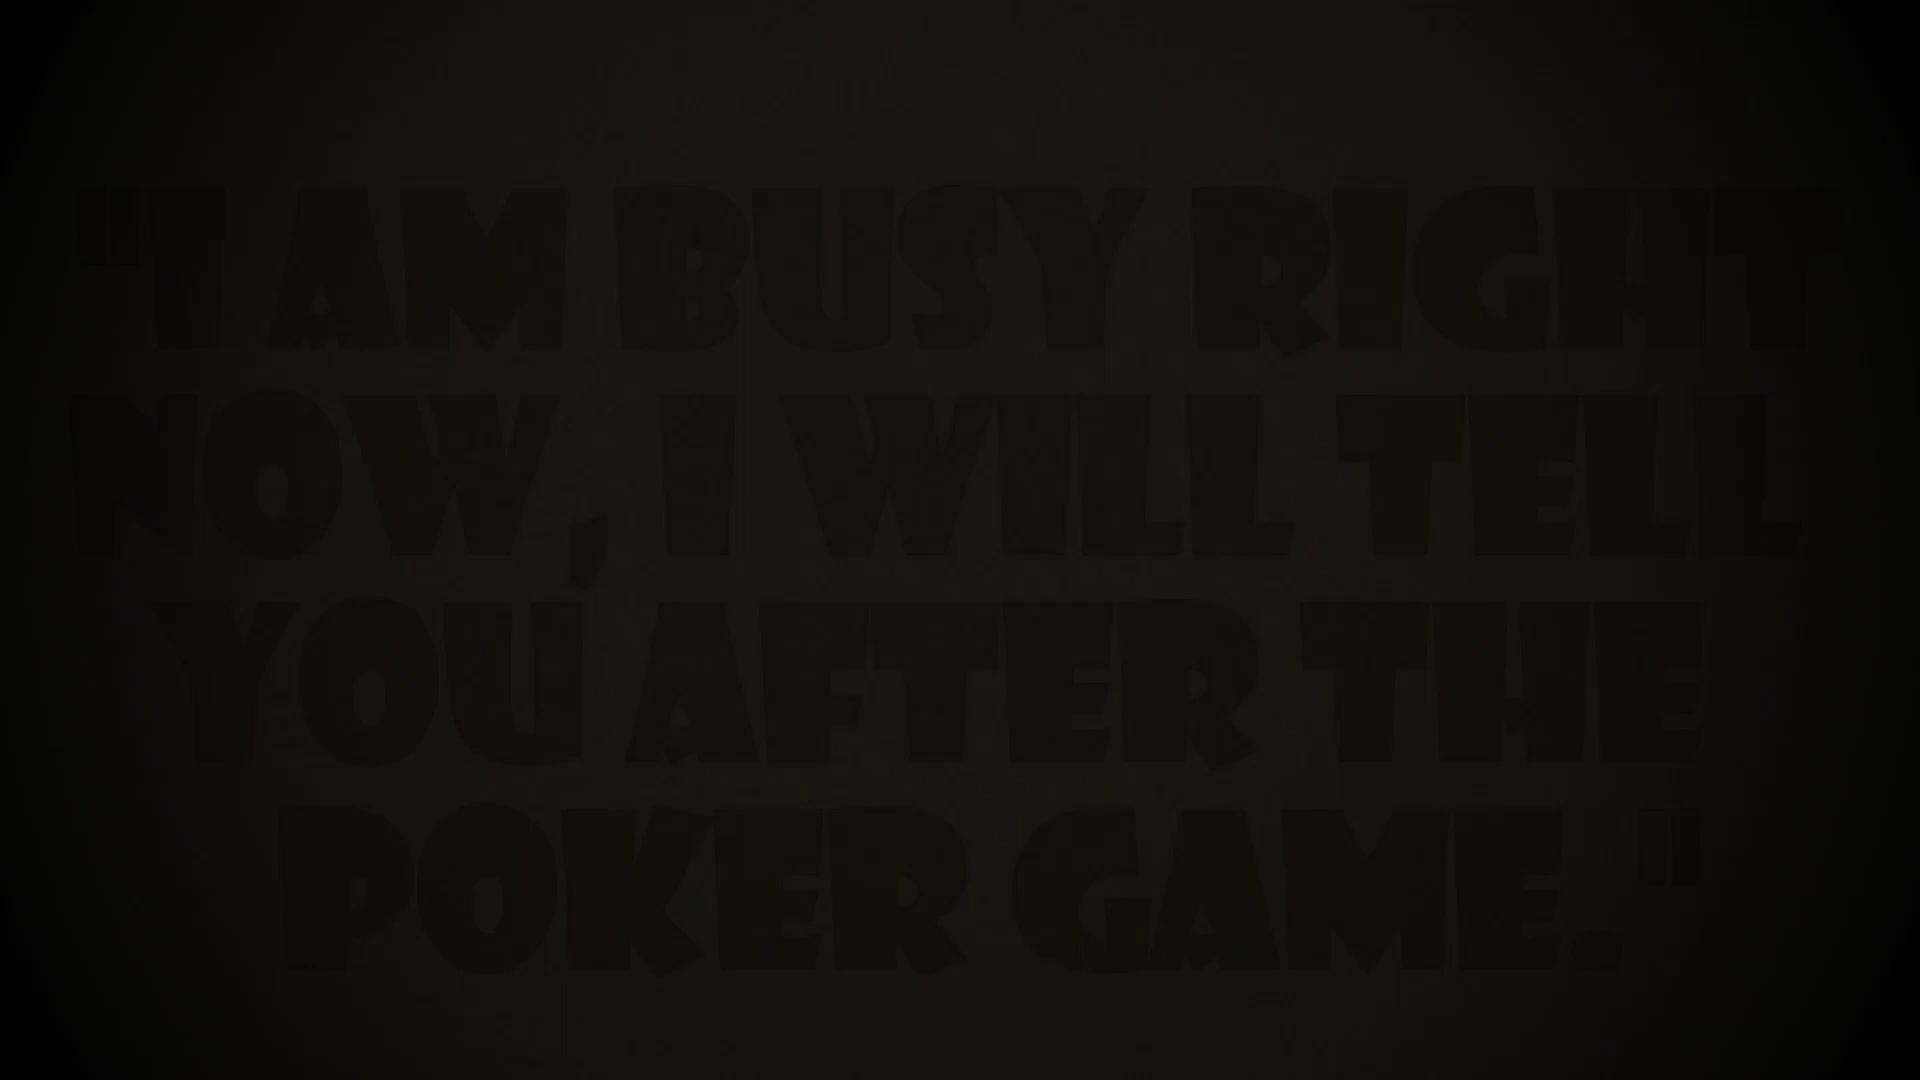 "I AM BUSY RIGHT
NOW, I WILL TELL
YOU AFTER THE
POKER GAME."